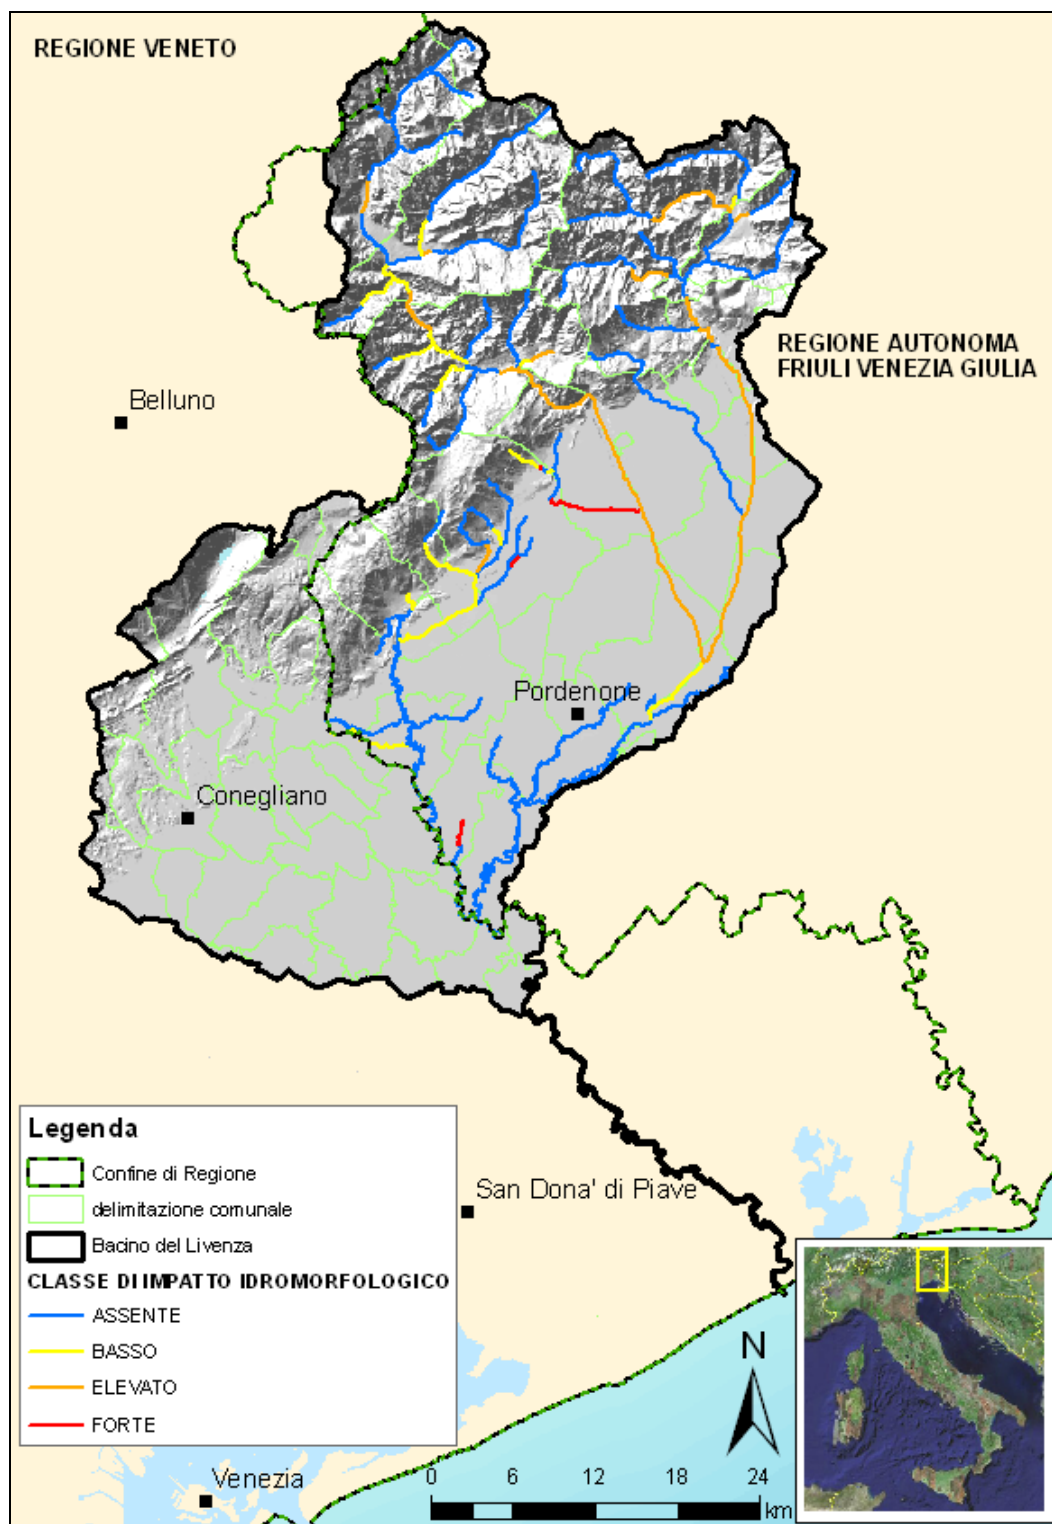 REGIONE VENETO
REGIONE AUTONOMA
FRIULI VENEZIA GIULIA
Belluno
Pordenone
Conegliano
Legenda
Confine di Regione
delimitazione comunale
Bacino del Livenza
CLASSE DI IMPATTO IDROMORFOLOGICO
ASSENTE
BASSO
ELEVATO
FORTE
San Dona' di Piave
Venezia
N
0 6 12 18 24
km